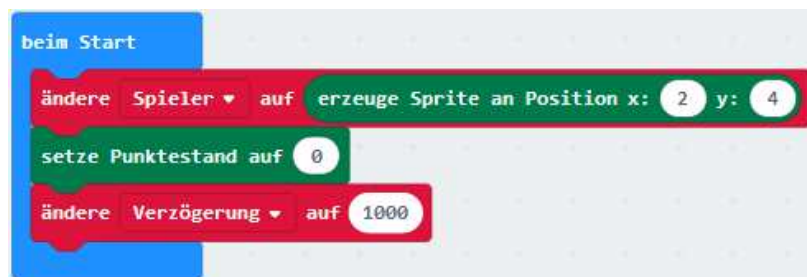 beim Start
ändere Spieler auf erzeuge Sprite an Position x: 2 y: 4
setze Punktestand auf 0
ändere Verzögerung auf 1000